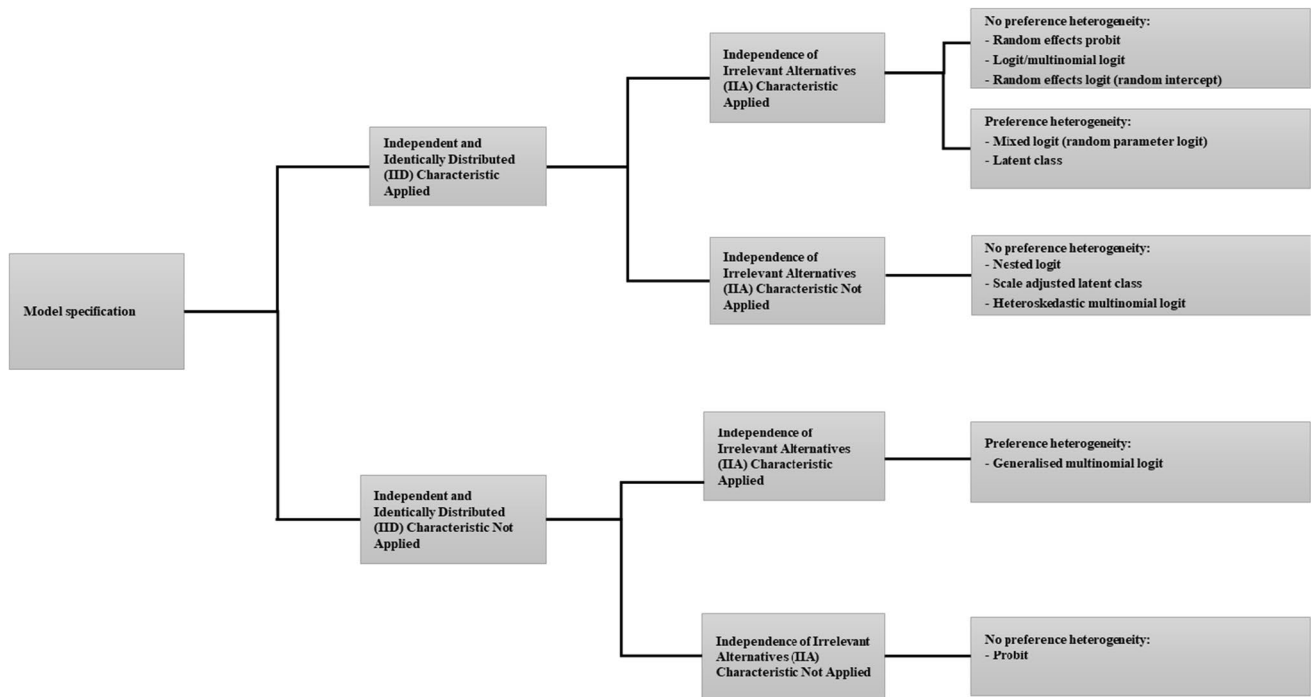 Model specification
Independent and
Identically Distributed
(IID) Characteristic
Applied
Independence of
Irrelevant Alternatives
(IIA) Characteristic
Applied
No preference heterogeneity:
- Random effects probit
- Logit/multinomial logit
- Random effects logit (random intercept)
Preference heterogeneity:
- Mixed logit (random parameter logit)
- Latent class
Independence of
Irrelevant Alternatives
(IIA) Characteristic Not
Applied
No preference heterogeneity:
- Nested logit
- Scale adjusted latent class
- Heteroskedastic multinomial logit
Independent and
Identically Distributed
(IID) Characteristic Not
Applied
Independence of
Irrelevant Alternatives
(IIA) Characteristic
Applied
Preference heterogeneity:
- Generalised multinomial logit
Independence of Irrelevant
Alternatives (IIA)
Characteristic Not Applied
No preference heterogeneity:
- Probit